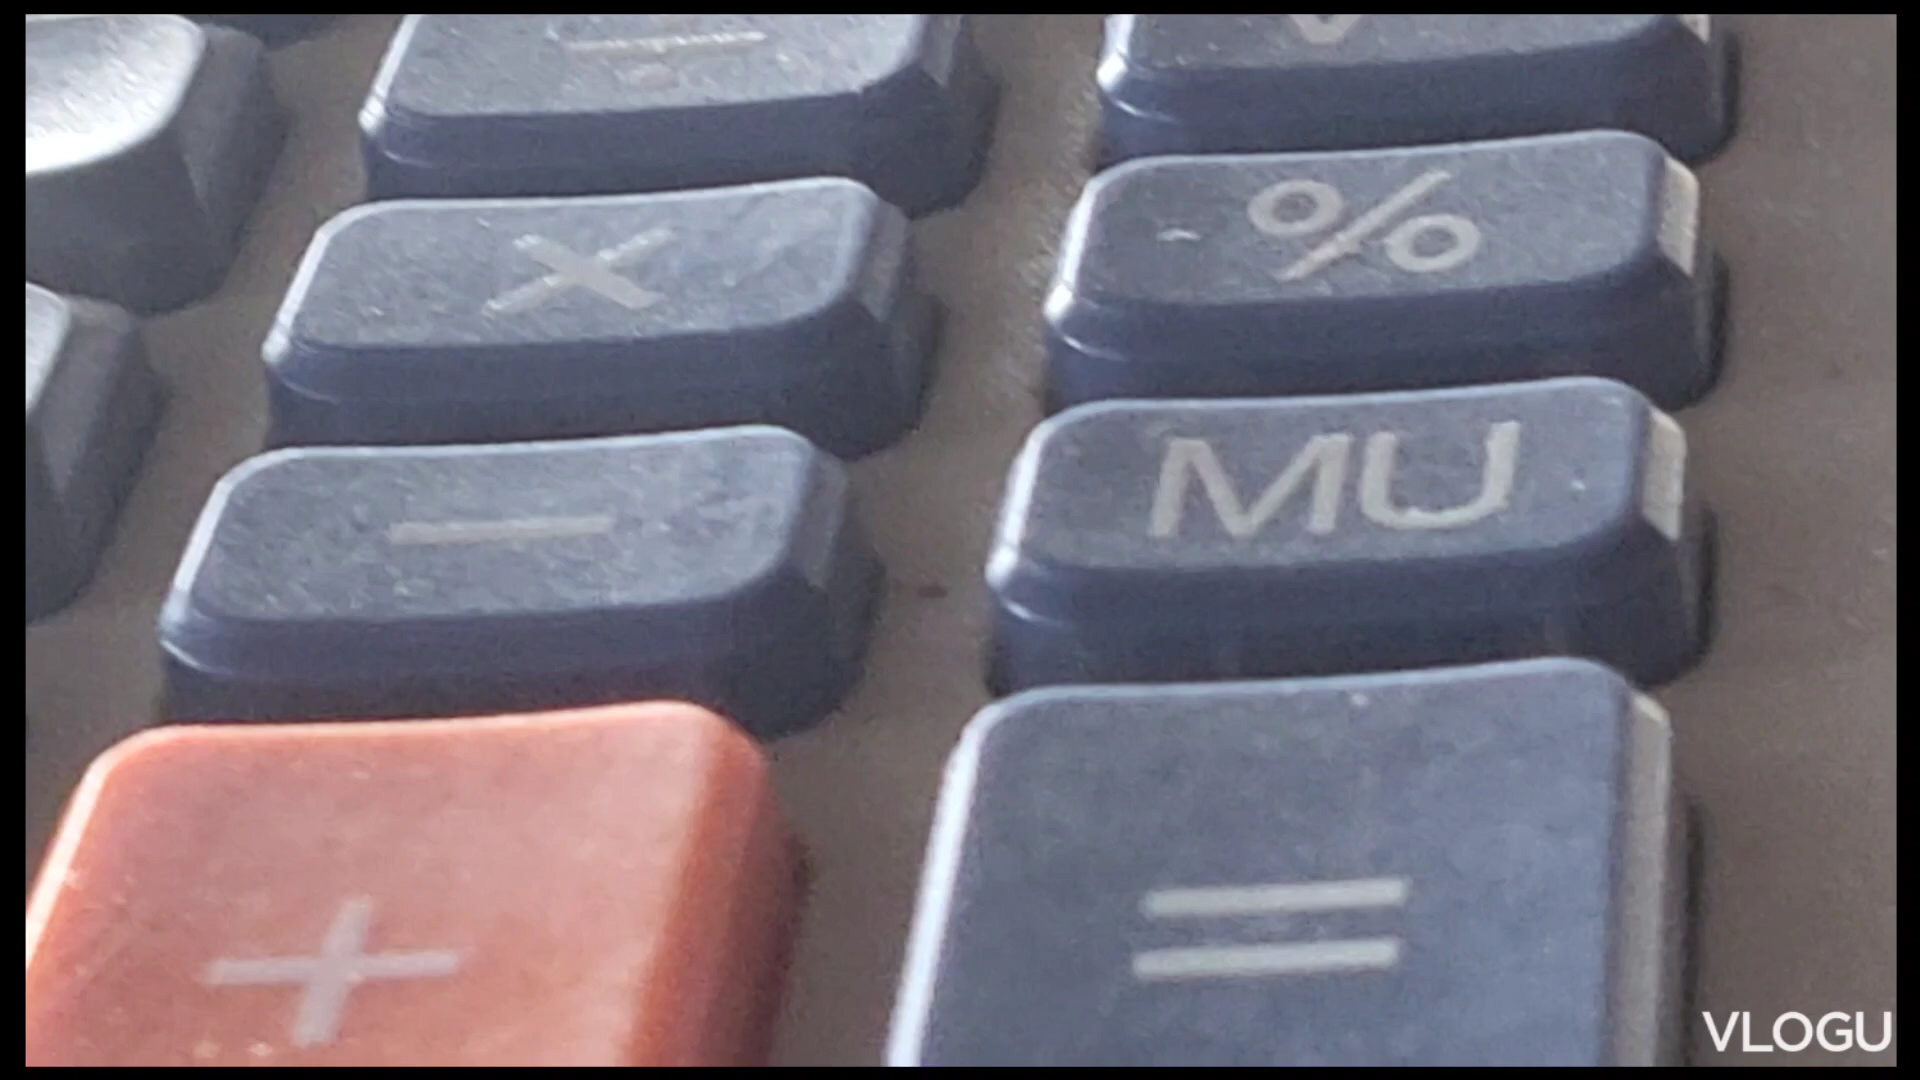 ÷ √
× %
− MU
+ =
VLOGU